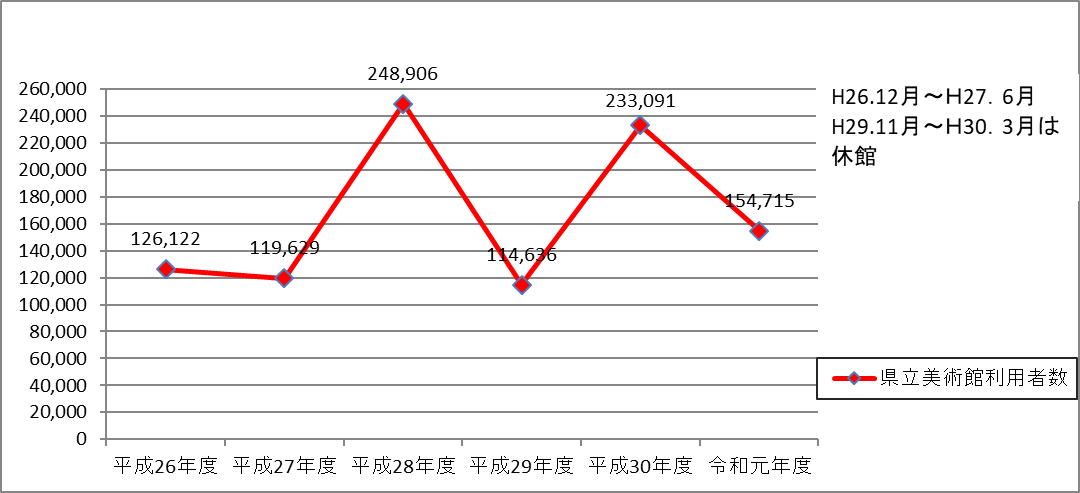 248,906
233,091
154,715
126,122
119,629
114,636
260,000
240,000
220,000
200,000
180,000
160,000
140,000
120,000
100,000
80,000
60,000
40,000
20,000
0
平成26年度
平成27年度
平成28年度
平成29年度
平成30年度
令和元年度
H26.12月～H27．6月
H29.11月～H30．3月は
休館
県立美術館利用者数